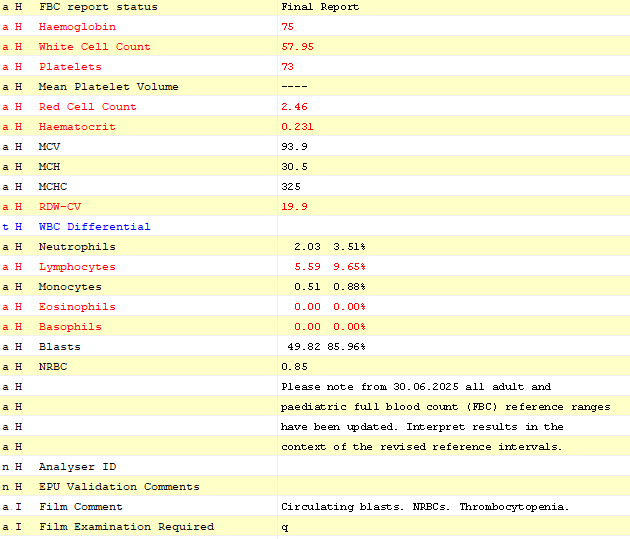 a H FBC report status Final Report
a H Haemoglobin 75
a H White Cell Count 57.95
a H Platelets 73
a H Mean Platelet Volume ----
a H Red Cell Count 2.46
a H Haematocrit 0.231
a H MCV 93.9
a H MCH 30.5
a H MCHC 325
a H RDW-CV 19.9
t H WBC Differential
a H Neutrophils 2.03 3.51%
a H Lymphocytes 5.59 9.65%
a H Monocytes 0.51 0.88%
a H Eosinophils 0.00 0.00%
a H Basophils 0.00 0.00%
a H Blasts 49.82 85.96%
a H NRBC 0.85
a H Please note from 30.06.2025 all adult and
a H paediatric full blood count (FBC) reference ranges
a H have been updated. Interpret results in the
a H context of the revised reference intervals.
n H Analyser ID
n H EPU Validation Comments
a I Film Comment Circulating blasts. NRBCs. Thrombocytopenia.
a I Film Examination Required q